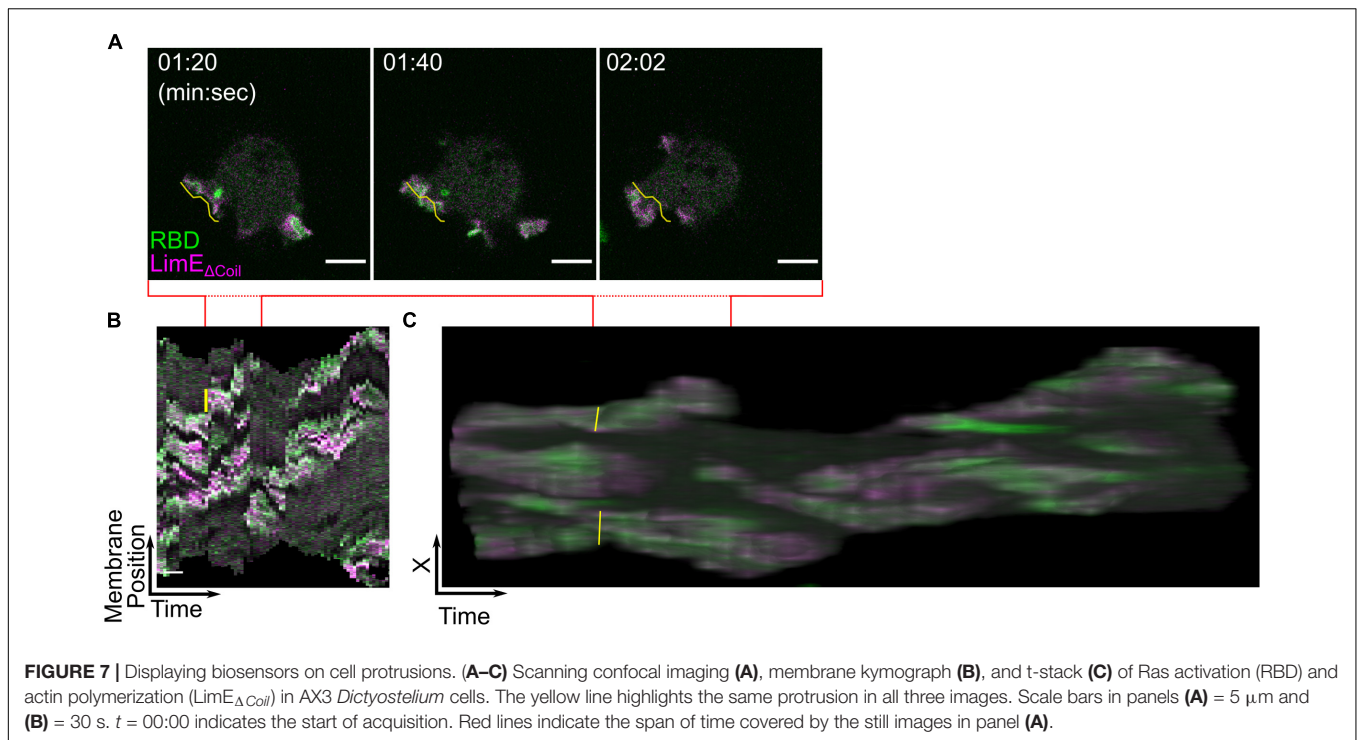 A
01:20
(min:sec)
01:40
02:02
RBD
LimE ΔCoil
B
C
Membrane
Position
Time
X
Time
FIGURE 7 | Displaying biosensors on cell protrusions. (A–C) Scanning confocal imaging (A), membrane kymograph (B), and t-stack (C) of Ras activation (RBD) and
actin polymerization (LimEΔCoil) in AX3 Dictyostelium cells. The yellow line highlights the same protrusion in all three images. Scale bars in panels (A) = 5 μm and
(B) = 30 s. t = 00:00 indicates the start of acquisition. Red lines indicate the span of time covered by the still images in panel (A).